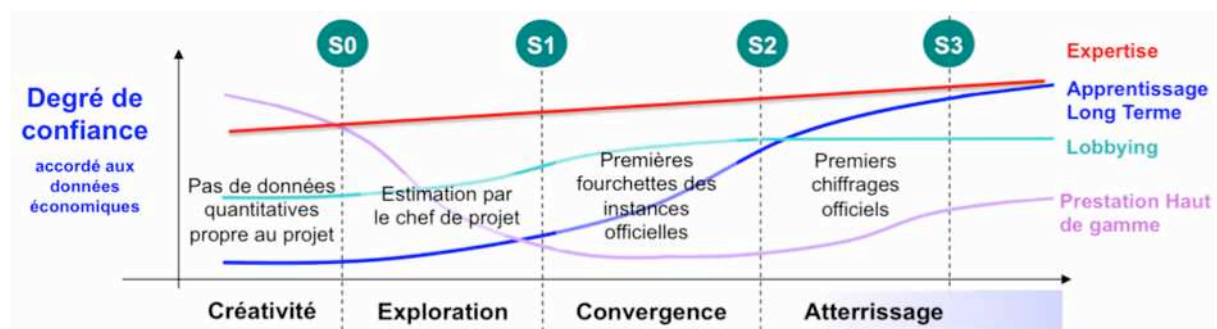 S0
S1
S2
S3
Degré de
confiance
accordé aux
données
économiques
Pas de données
quantitatives
propre au projet
Estimation par
le chef de projet
Premières
fourchettes des
instances
officielles
Premiers
chiffrages
officiels
Expertise
Apprentissage
Long Terme
Lobbying
Prestation Haut
de gamme
Créativité
Exploration
Convergence
Atterrissage